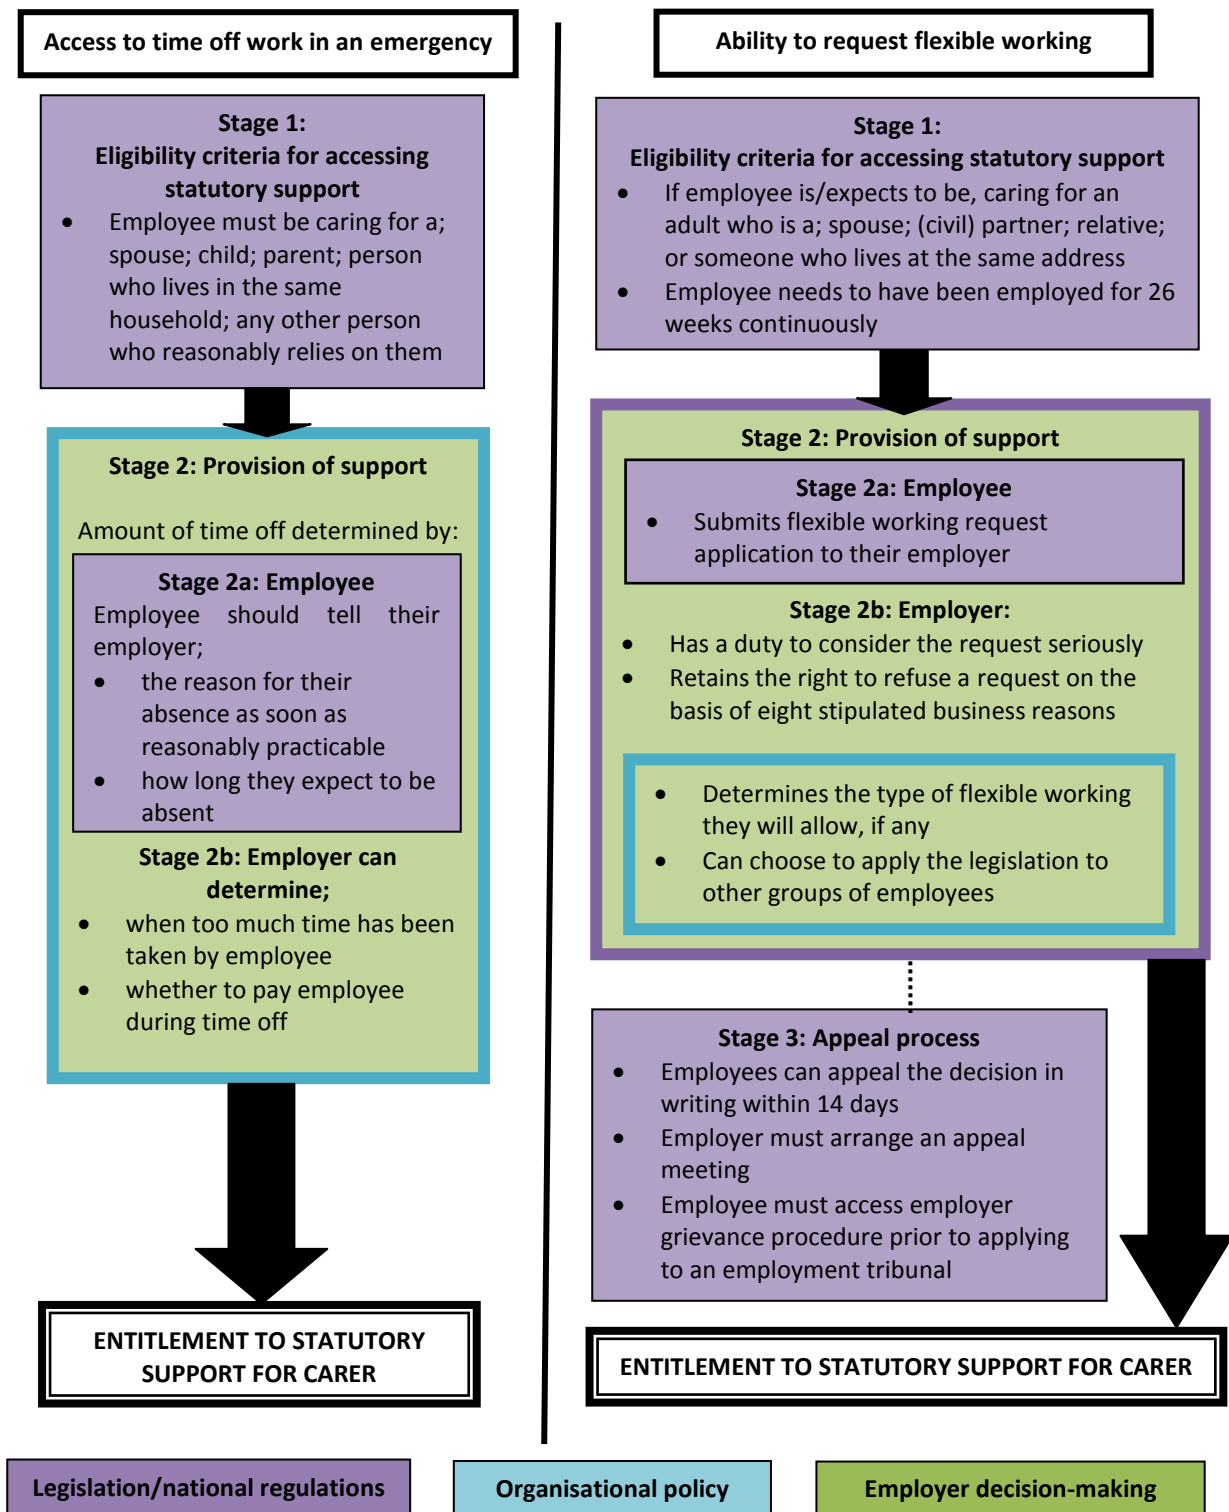 Access to time off work in an emergency
Stage 1:
Eligibility criteria for accessing
statutory support
• Employee must be caring for a;
spouse; child; parent; person
who lives in the same
household; any other person
who reasonably relies on them
Stage 2: Provision of support
Amount of time off determined by:
Stage 2a: Employee
Employee should tell their
employer;
• the reason for their
absence as soon as
reasonably practicable
• how long they expect to be
absent
Stage 2b: Employer can
determine;
• when too much time has been
taken by employee
• whether to pay employee
during time off
ENTITLEMENT TO STATUTORY
SUPPORT FOR CARER
Ability to request flexible working
Stage 1:
Eligibility criteria for accessing statutory support
• If employee is/expects to be, caring for an
adult who is a; spouse; (civil) partner; relative;
or someone who lives at the same address
• Employee needs to have been employed for 26
weeks continuously
Stage 2: Provision of support
Stage 2a: Employee
• Submits flexible working request
application to their employer
Stage 2b: Employer:
• Has a duty to consider the request seriously
• Retains the right to refuse a request on the
basis of eight stipulated business reasons
• Determines the type of flexible working
they will allow, if any
• Can choose to apply the legislation to
other groups of employees
Stage 3: Appeal process
• Employees can appeal the decision in
writing within 14 days
• Employer must arrange an appeal
meeting
• Employee must access employer
grievance procedure prior to applying
to an employment tribunal
ENTITLEMENT TO STATUTORY SUPPORT FOR CARER
Legislation/national regulations
Organisational policy
Employer decision-making